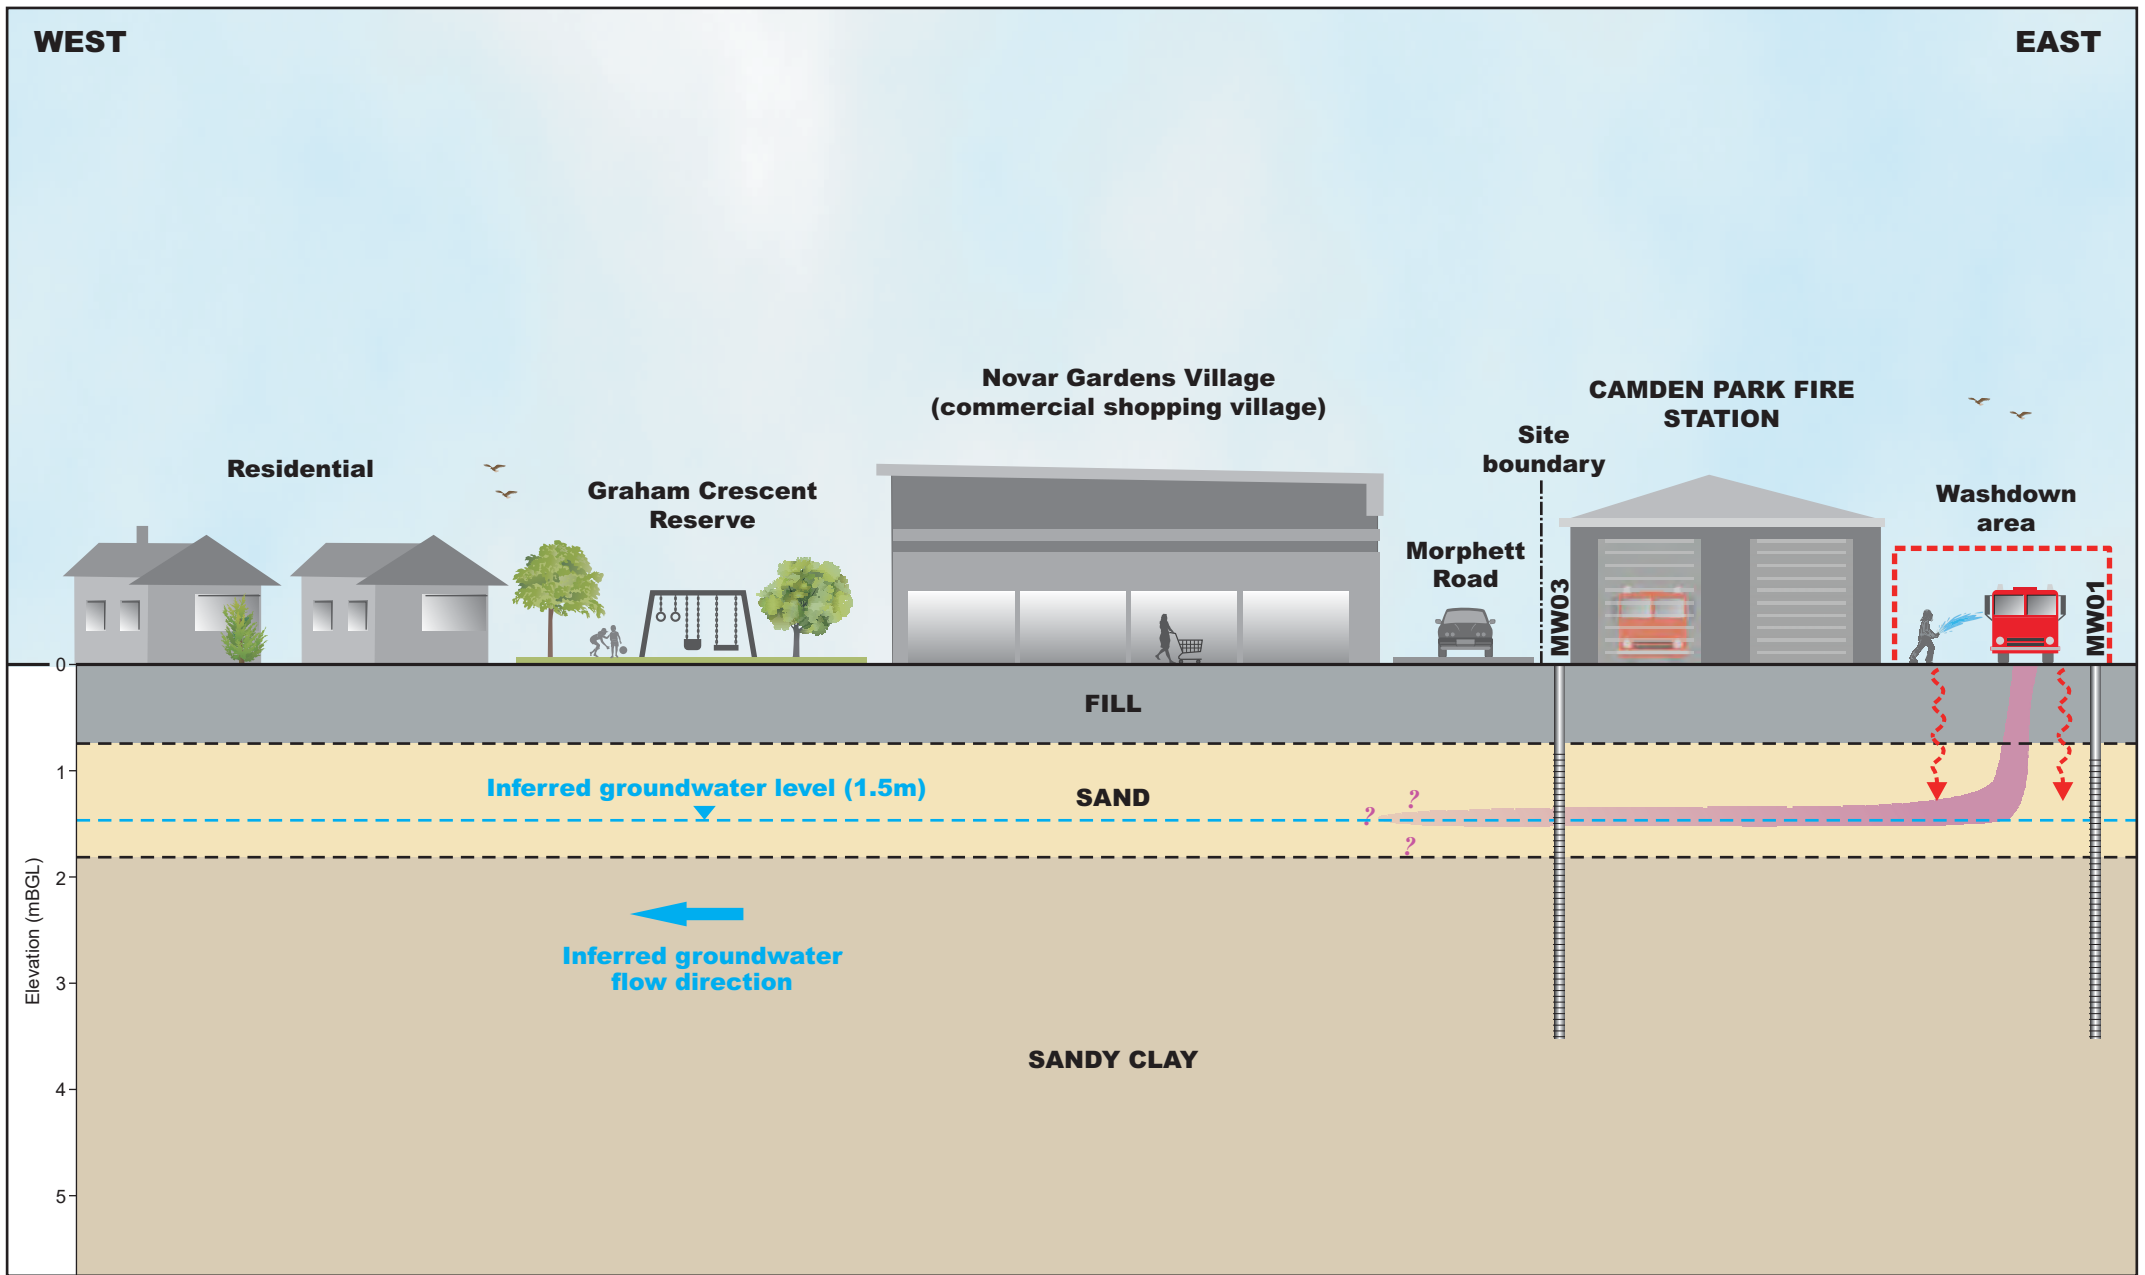 WEST
EAST
Novar Gardens Village
(commercial shopping village)
CAMDEN PARK FIRE
STATION
Site
boundary
Residential
Graham Crescent
Reserve
Washdown
area
Morphett
Road
MW03
MW01
0
FILL
1
Inferred groundwater level (1.5m)
SAND
?
?
?
2
Inferred groundwater
flow direction
Elevation (mBGL)
3
SANDY CLAY
4
5